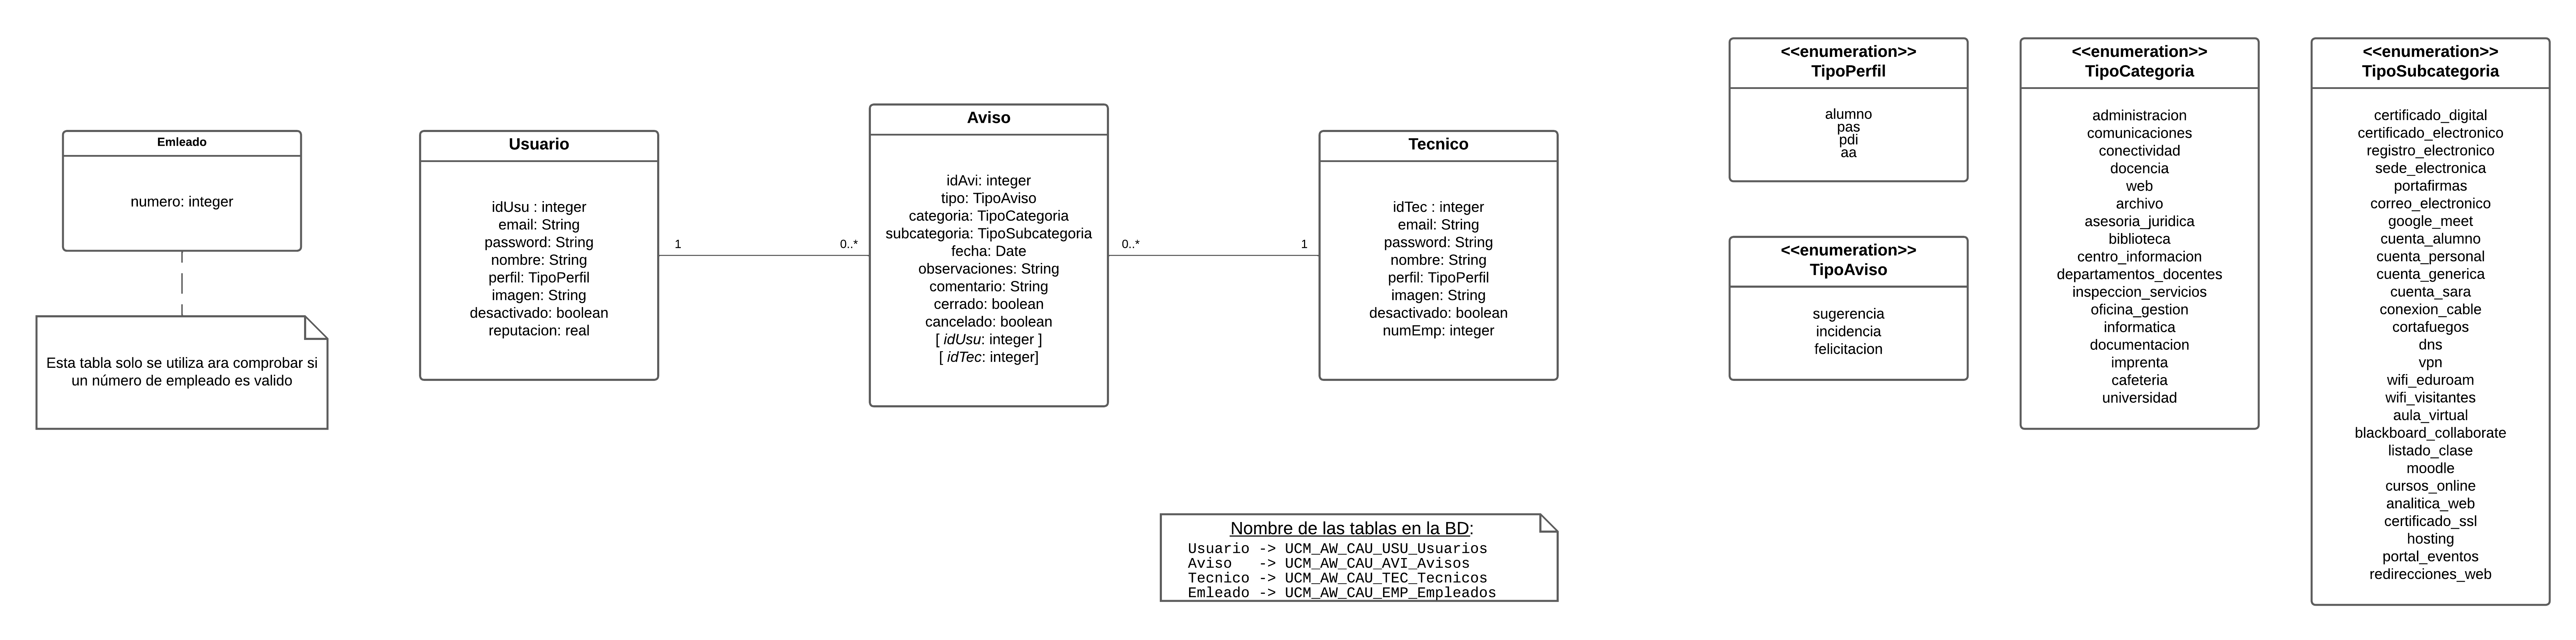 Emleado
numero: integer
Esta tabla solo se utiliza ara comprobar si
un número de empleado es valido
Usuario
idUsu : integer
email: String
password: String
nombre: String
perfil: TipoPerfil
imagen: String
desactivado: boolean
reputacion: real
1
0..*
Aviso
idAvi: integer
tipo: TipoAviso
categoria: TipoCategoria
subcategoria: TipoSubcategoria
fecha: Date
observaciones: String
comentario: String
cerrado: boolean
cancelado: boolean
[ idUsu: integer ]
[ idTec: integer]
0..*
1
Tecnico
idTec : integer
email: String
password: String
nombre: String
perfil: TipoPerfil
imagen: String
desactivado: boolean
numEmp: integer
Nombre de las tablas en la BD:
Usuario -> UCM_AW_CAU_USU_Usuarios
Aviso   -> UCM_AW_CAU_AVI_Avisos
Tecnico -> UCM_AW_CAU_TEC_Tecnicos
Emleado -> UCM_AW_CAU_EMP_Empleados
<<enumeration>>
TipoPerfil
alumno
pas
pdi
aa
<<enumeration>>
TipoAviso
sugerencia
incidencia
felicitacion
<<enumeration>>
TipoCategoria
administracion
comunicaciones
conectividad
docencia
web
archivo
asesoria_juridica
biblioteca
centro_informacion
departamentos_docentes
inspeccion_servicios
oficina_gestion
informatica
documentacion
imprenta
cafeteria
universidad
<<enumeration>>
TipoSubcategoria
certificado_digital
certificado_electronico
registro_electronico
sede_electronica
portafirmas
correo_electronico
google_meet
cuenta_alumno
cuenta_personal
cuenta_generica
cuenta_sara
conexion_cable
cortafuegos
dns
vpn
wifi_eduroam
wifi_visitantes
aula_virtual
blackboard_collaborate
listado_clase
moodle
cursos_online
analitica_web
certificado_ssl
hosting
portal_eventos
redirecciones_web